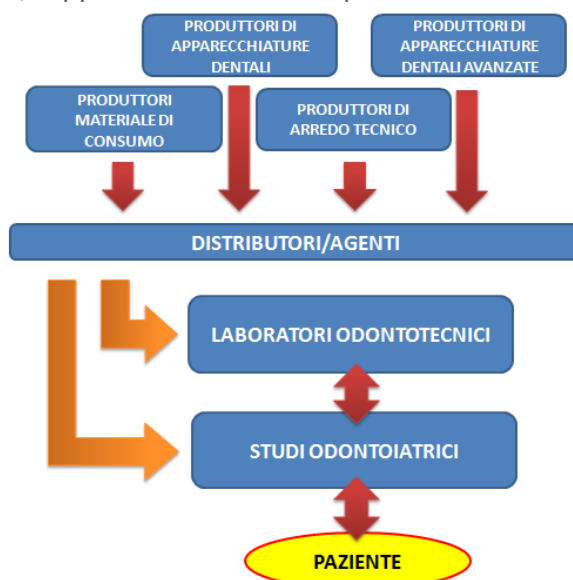 PRODUTTORI DI
APPARECCHIATURE
DENTALI
PRODUTTORI DI
APPARECCHIATURE
DENTALI AVANZATE
PRODUTTORI
MATERIALE DI
CONSUMO
PRODUTTORI DI
ARREDO TECNICO
DISTRIBUTORI/AGENTI
LABORATORI ODONTOTECNICI
STUDI ODONTOIATRICI
PAZIENTE